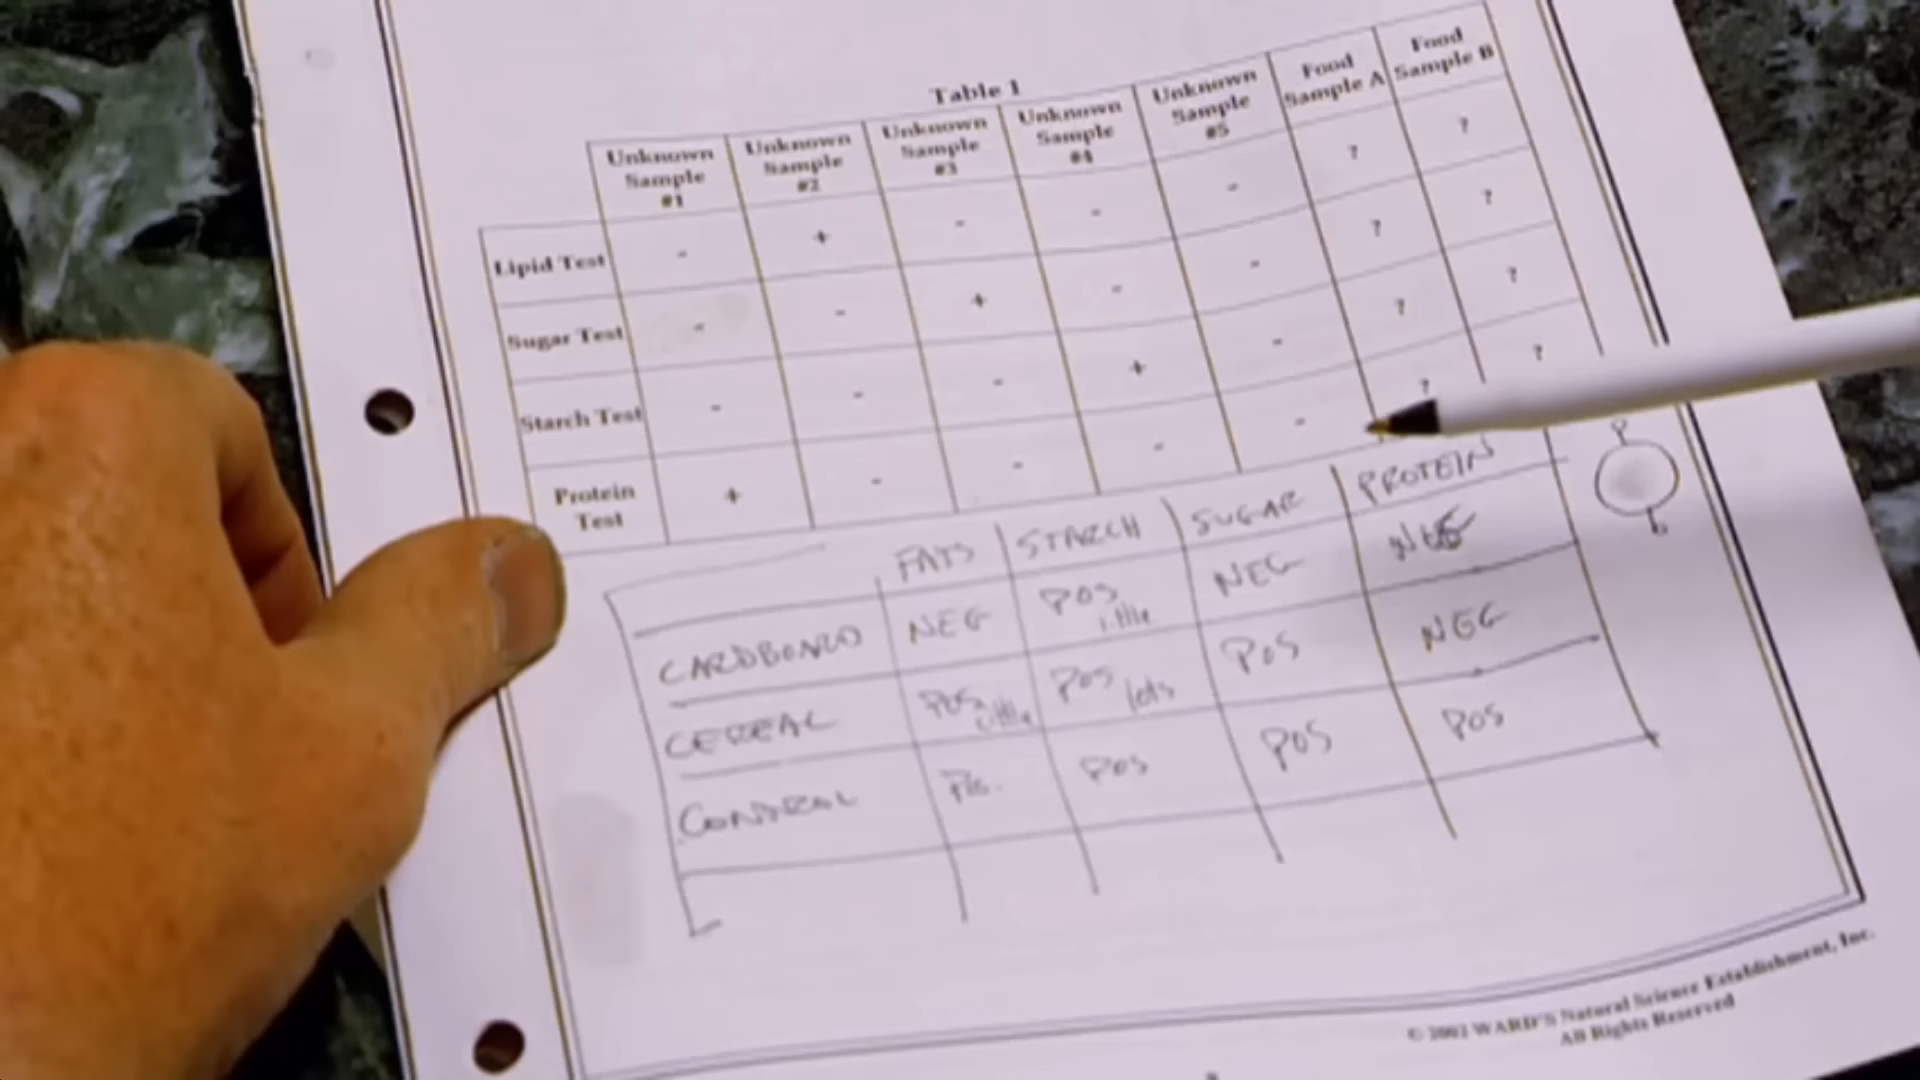 Table 1
Unknown Sample #1 Unknown Sample #2 Unknown Sample #3 Unknown Sample #4 Unknown Sample #5 Food Sample A Food Sample B
Lipid Test - + - - - ? ?
Sugar Test - - + - - ? ?
Starch Test - - - + - ? ?
Protein Test + - - - - ? ?
FATS STARCH SUGAR PROTEIN
CARDBOARD NEG POS little NEG NEG
CEREAL POS little POS lots POS NEG
CONTROL POS. POS POS POS
© 2002 WARD'S Natural Science Establishment, Inc.
All Rights Reserved